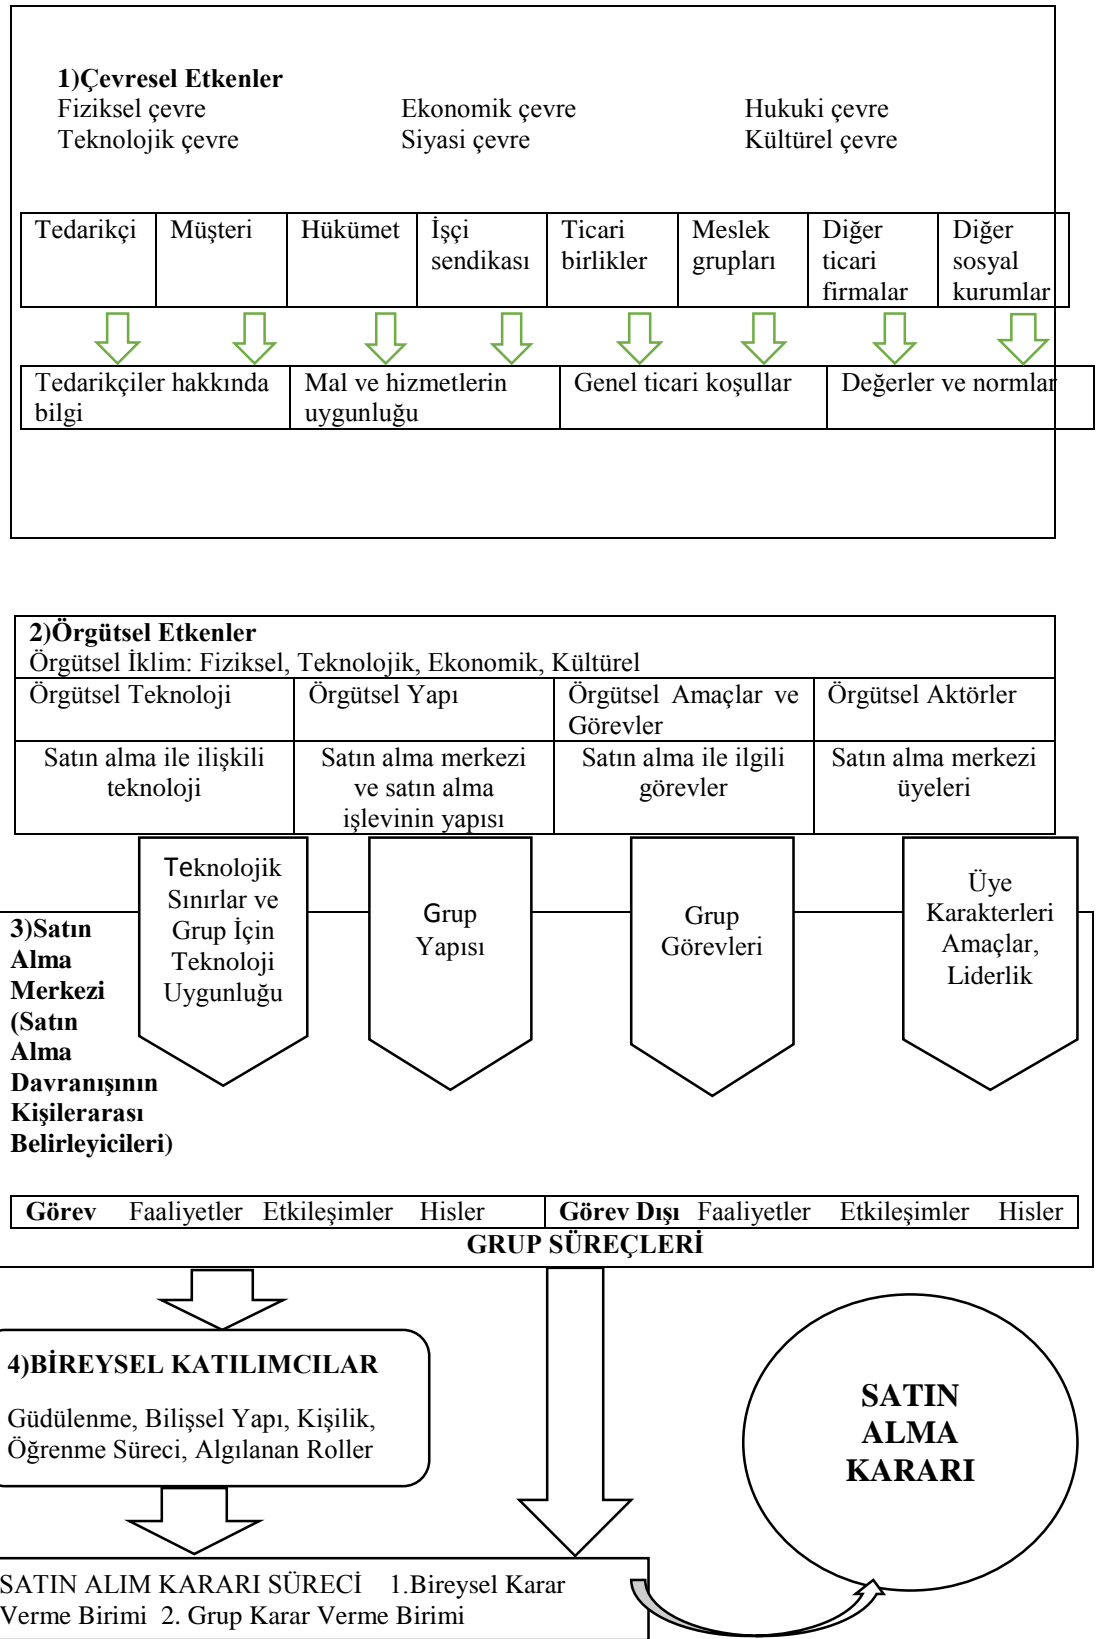 1)Çevresel Etkenler
Fiziksel çevre Ekonomik çevre Hukuki çevre
Teknolojik çevre Siyasi çevre Kültürel çevre
Tedarikçi
Müşteri
Hükümet
İşçi
sendikası
Ticari
birlikler
Meslek
grupları
Diğer
ticari
firmalar
Diğer
sosyal
kurumlar
Tedarikçiler hakkında
bilgi
Mal ve hizmetlerin
uygunluğu
Genel ticari koşullar
Değerler ve normlar
2)Örgütsel Etkenler
Örgütsel İklim: Fiziksel, Teknolojik, Ekonomik, Kültürel
Örgütsel Teknoloji
Örgütsel Yapı
Örgütsel Amaçlar ve
Görevler
Örgütsel Aktörler
Satın alma ile ilişkili
teknoloji
Satın alma merkezi
ve satın alma
işlevinin yapısı
Satın alma ile ilgili
görevler
Satın alma merkezi
üyeleri
Teknolojik
Sınırlar ve
Grup İçin
Teknoloji
Uygunluğu
Grup
Yapısı
Grup
Görevleri
Üye
Karakterleri
Amaçlar,
Liderlik
3)Satın
Alma
Merkezi
(Satın
Alma
Davranışının
Kişilerarası
Belirleyicileri)
Görev Faaliyetler Etkileşimler Hisler
Görev Dışı Faaliyetler Etkileşimler Hisler
GRUP SÜREÇLERİ
4)BİREYSEL KATILIMCILAR
Güdülenme, Bilişsel Yapı, Kişilik,
Öğrenme Süreci, Algılanan Roller
SATIN
ALMA
KARARI
SATIN ALIM KARARI SÜRECİ 1.Bireysel Karar
Verme Birimi 2. Grup Karar Verme Birimi